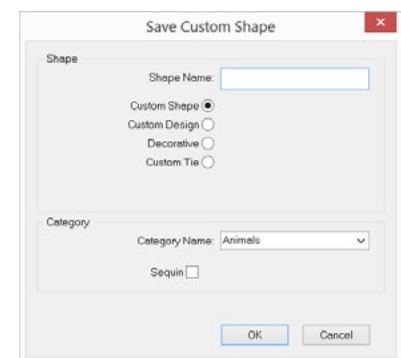 Save Custom Shape
Shape
Shape Name:
Custom Shape
Custom Design
Decorative
Custom Tie
Category
Category Name: Animals
Sequin
OK Cancel